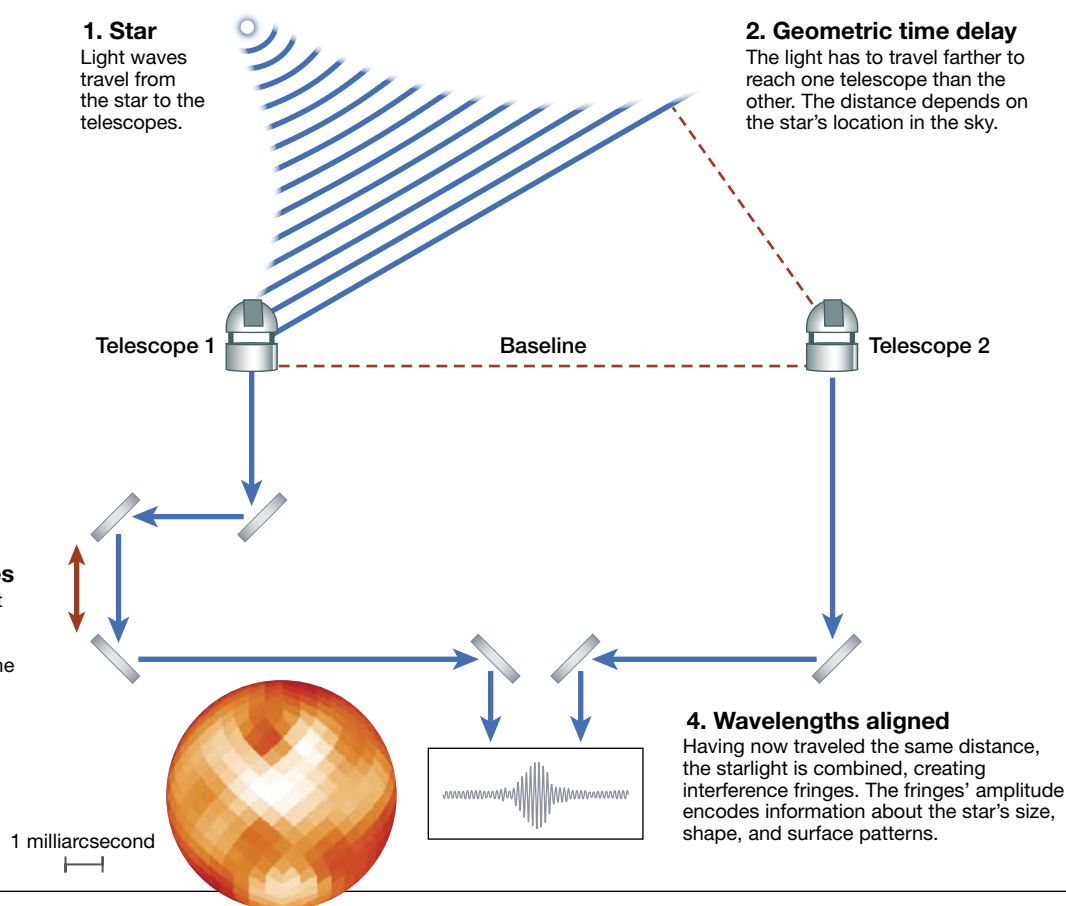 1. Star
Light waves
travel from
the star to the
telescopes.
2. Geometric time delay
The light has to travel farther to
reach one telescope than the
other. The distance depends on
the star’s location in the sky.
Telescope 1
Baseline
Telescope 2
4. Wavelengths aligned
Having now traveled the same distance,
the starlight is combined, creating
interference fringes. The fringes’ amplitude
encodes information about the star’s size,
shape, and surface patterns.
1 milliarcsecond